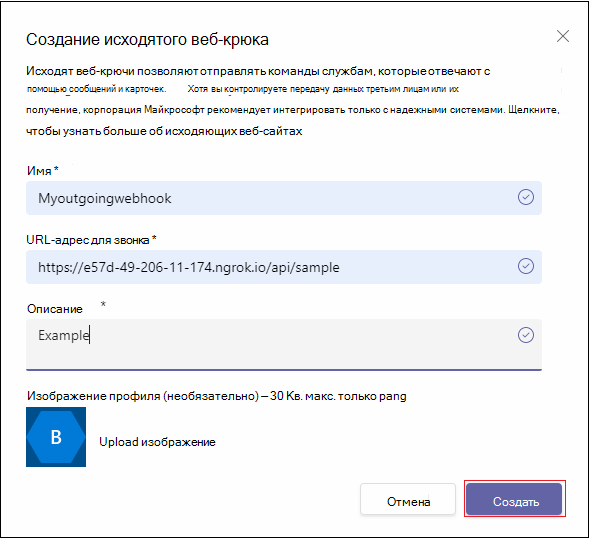 Создание исходятого веб-крюка
Исходят веб-крючи позволяют отправлять команды службам, которые отвечают с
помощью сообщений и карточек. Хотя вы контролируете передачу данных третьим лицам или их
получение, корпорация Майкрософт рекомендует интегрировать только с надежными системами. Щелкните,
чтобы узнать больше об исходящих веб-сайтах
Имя *
Myoutgoingwebhook
URL-адрес для звонка *
https://e57d-49-206-11-174.ngrok.io/api/sample
Описание *
Example
Изображение профиля (необязательно) – 30 Кв. макс. только pang
B
Upload изображение
Отмена
Создать